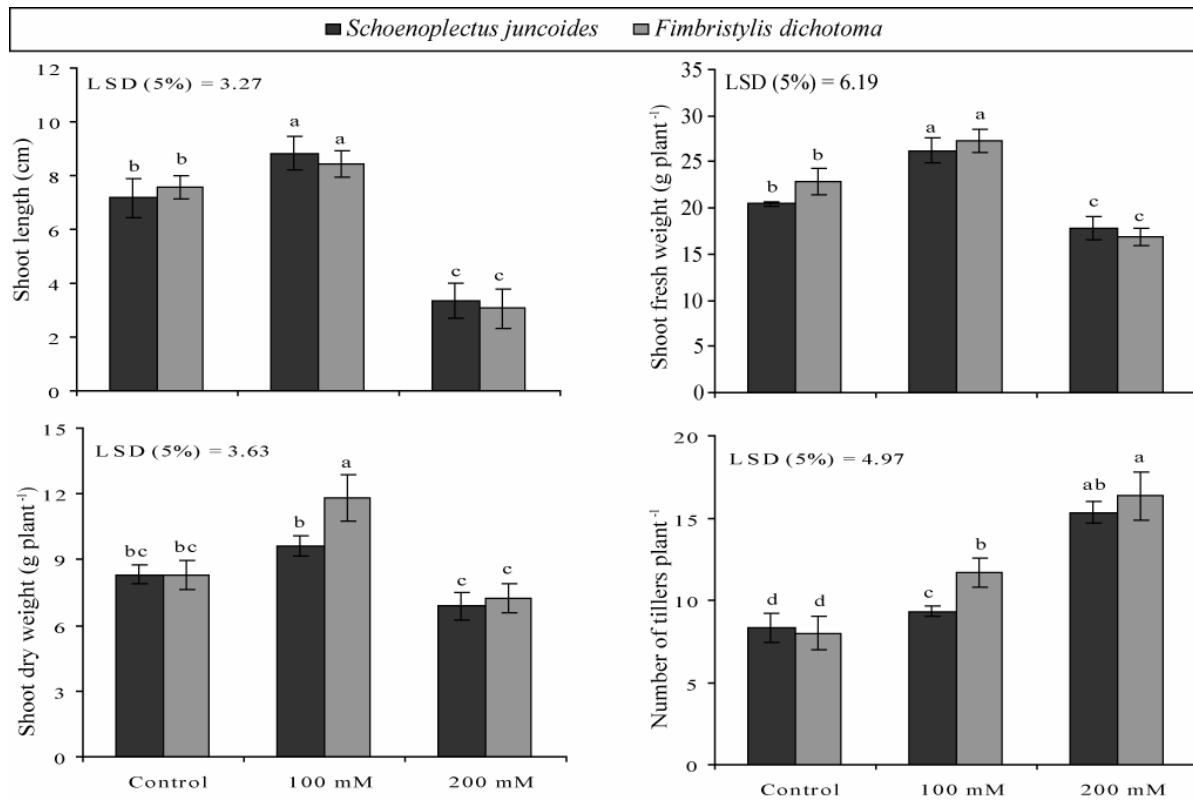 Schoenoplectus juncoides Fimbristylis dichotoma
LSD (5%) = 3.27
Shoot length (cm)
12
10
8
6
4
2
0
b b
a a
c c
LSD (5%) = 6.19
Shoot fresh weight (g plant⁻¹)
35
30
25
20
15
10
5
0
b b
a a
c c
LSD (5%) = 3.63
Shoot dry weight (g plant⁻¹)
15
12
9
6
3
0
bc bc
b a
c c
Control 100 mM 200 mM
LSD (5%) = 4.97
Number of tillers plant⁻¹
20
15
10
5
0
d d
c b
ab a
Control 100 mM 200 mM